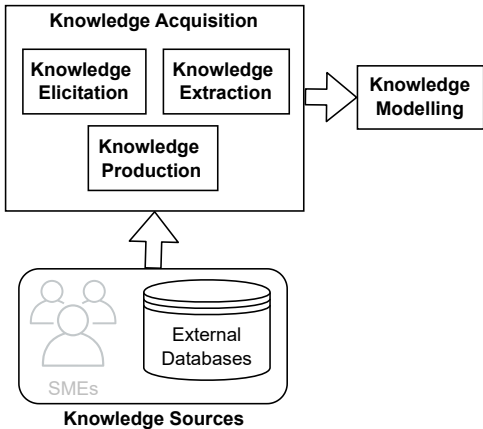 Knowledge Acquisition
Knowledge
Elicitation
Knowledge
Extraction
Knowledge
Production
Knowledge
Modelling
External
Databases
SMEs
Knowledge Sources